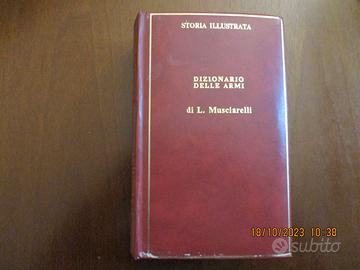 STORIA ILLUSTRATA
DIZIONARIO
DELLE ARMI
di L. Musciarelli
18/10/2023 10:38
subito